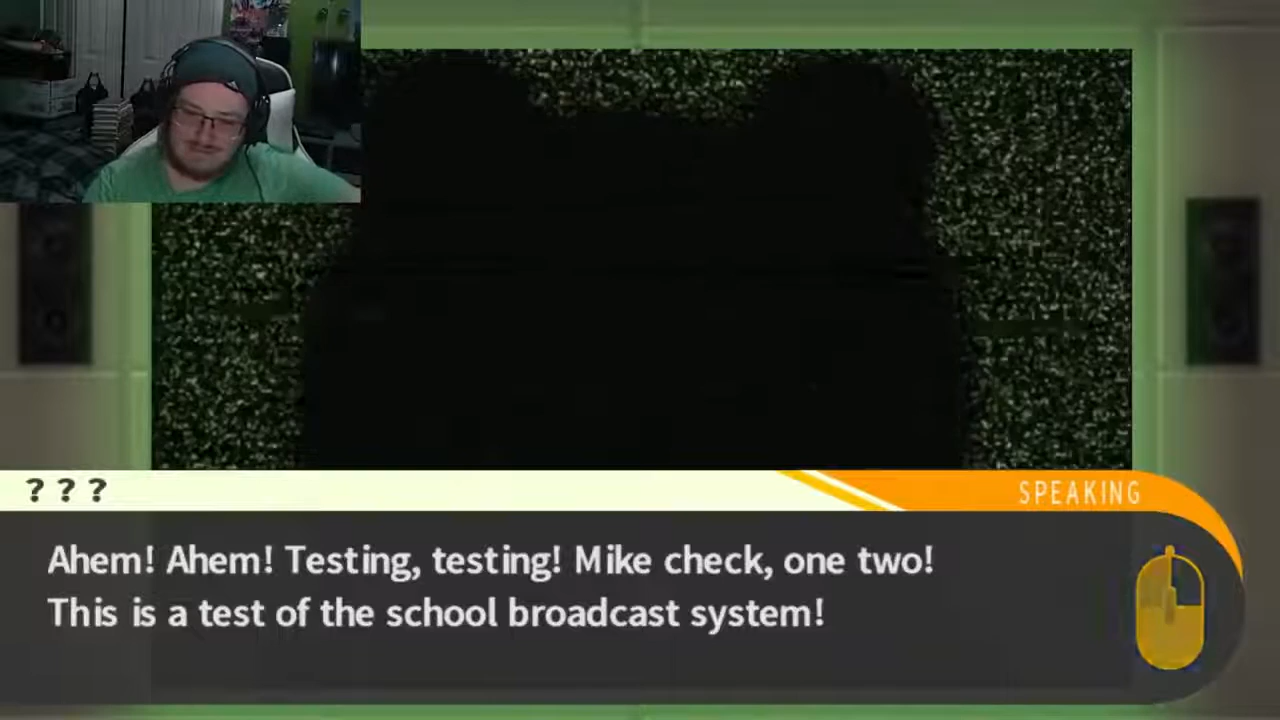 ? ? ?
SPEAKING
Ahem! Ahem! Testing, testing! Mike check, one two!
This is a test of the school broadcast system!